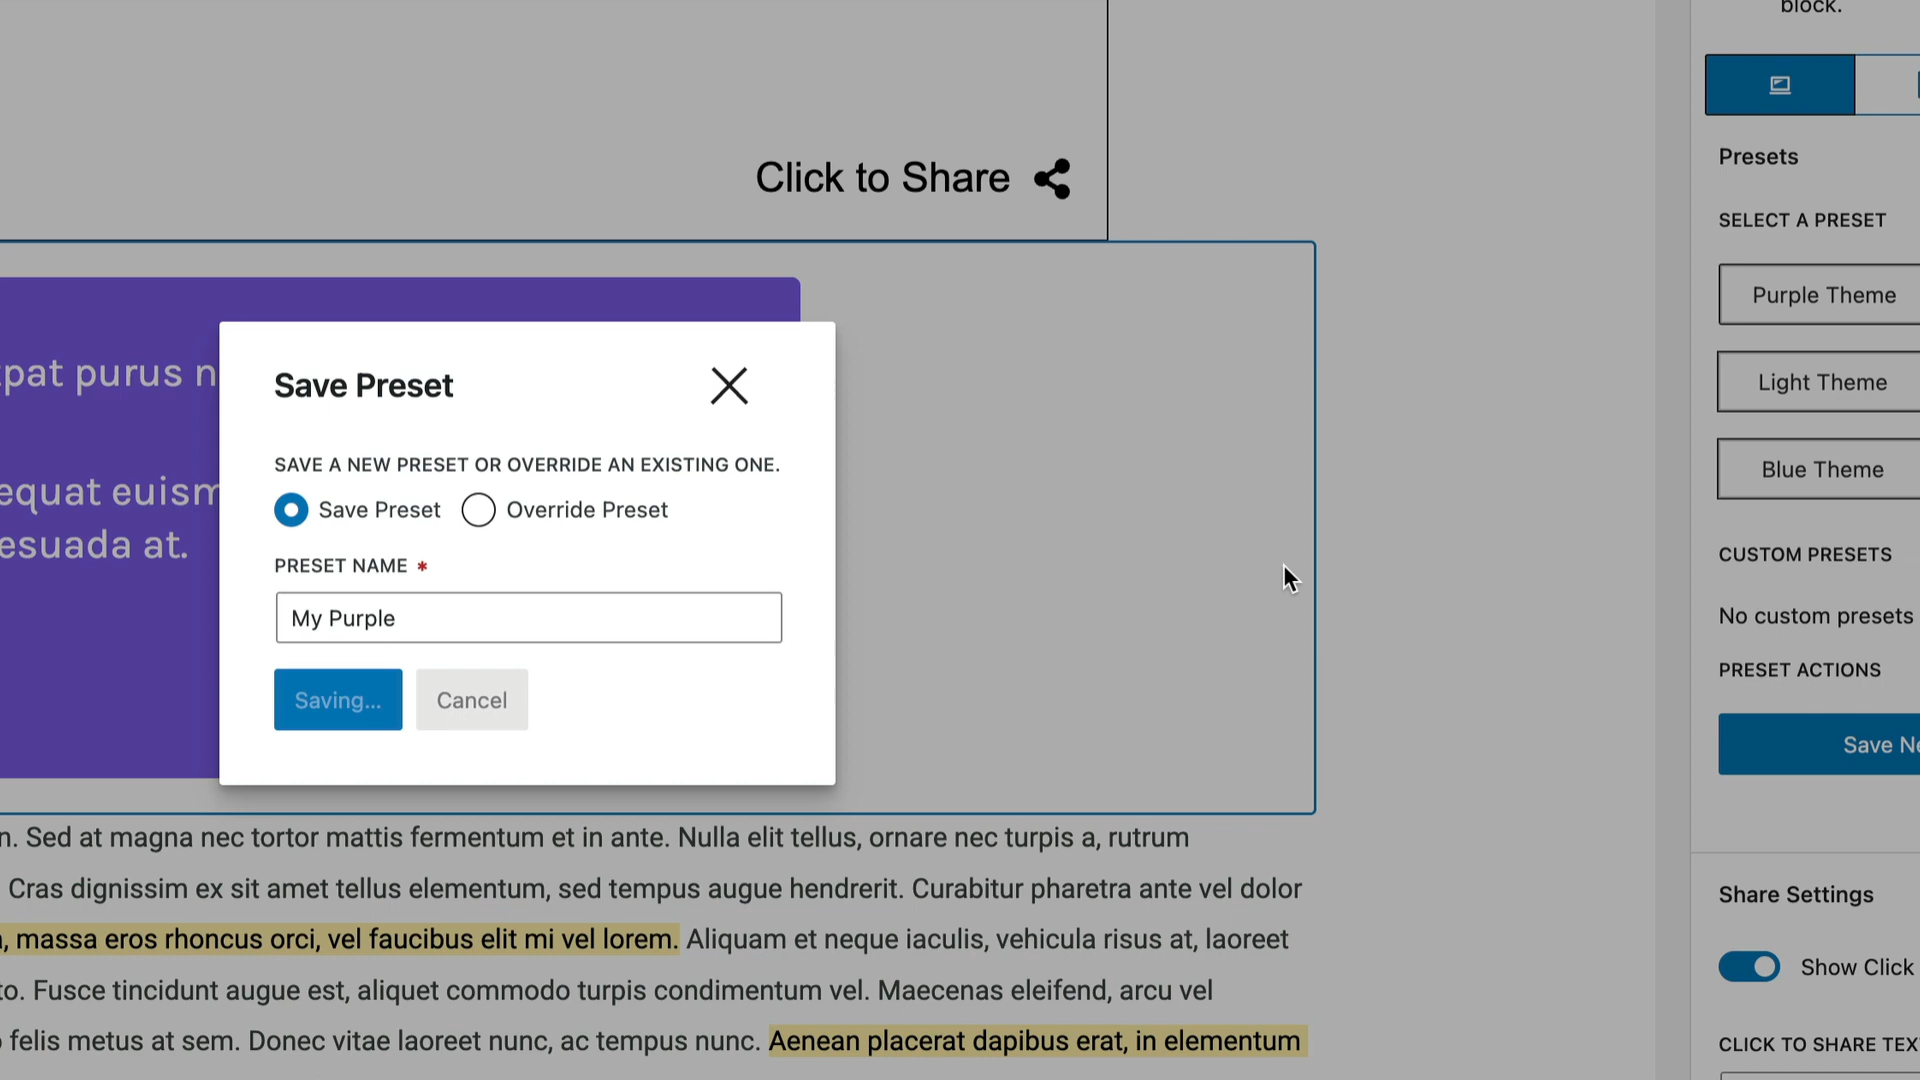 block.
Presets
Click to Share
SELECT A PRESET
Purple Theme
Light Theme
Blue Theme
CUSTOM PRESETS
No custom presets
PRESET ACTIONS
Save Ne
Share Settings
Show Click
CLICK TO SHARE TEX
pat purus n
equat euism
esuada at.
Save Preset
SAVE A NEW PRESET OR OVERRIDE AN EXISTING ONE.
Save Preset Override Preset
PRESET NAME *
My Purple
Saving... Cancel
n. Sed at magna nec tortor mattis fermentum et in ante. Nulla elit tellus, ornare nec turpis a, rutrum
Cras dignissim ex sit amet tellus elementum, sed tempus augue hendrerit. Curabitur pharetra ante vel dolor
, massa eros rhoncus orci, vel faucibus elit mi vel lorem. Aliquam et neque iaculis, vehicula risus at, laoreet
to. Fusce tincidunt augue est, aliquet commodo turpis condimentum vel. Maecenas eleifend, arcu vel
felis metus at sem. Donec vitae laoreet nunc, ac tempus nunc. Aenean placerat dapibus erat, in elementum